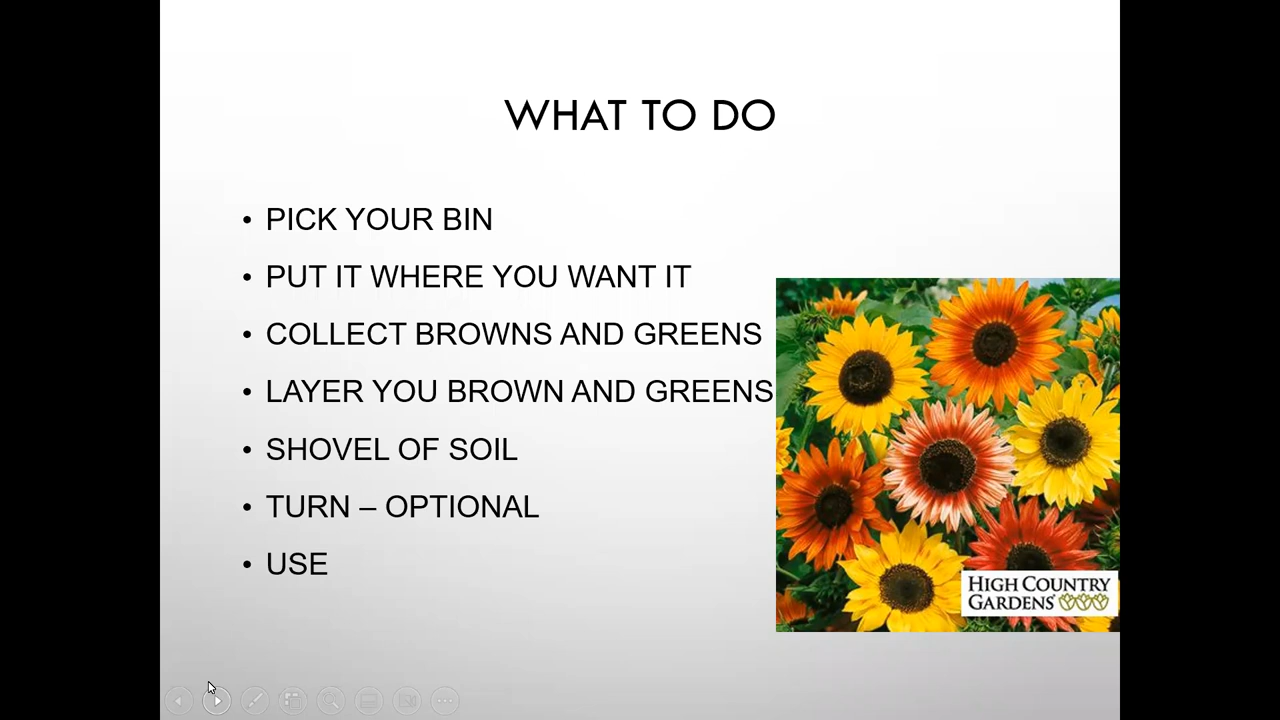 WHAT TO DO
• PICK YOUR BIN
• PUT IT WHERE YOU WANT IT
• COLLECT BROWNS AND GREENS
• LAYER YOU BROWN AND GREENS
• SHOVEL OF SOIL
• TURN – OPTIONAL
• USE
HIGH COUNTRY
GARDENS